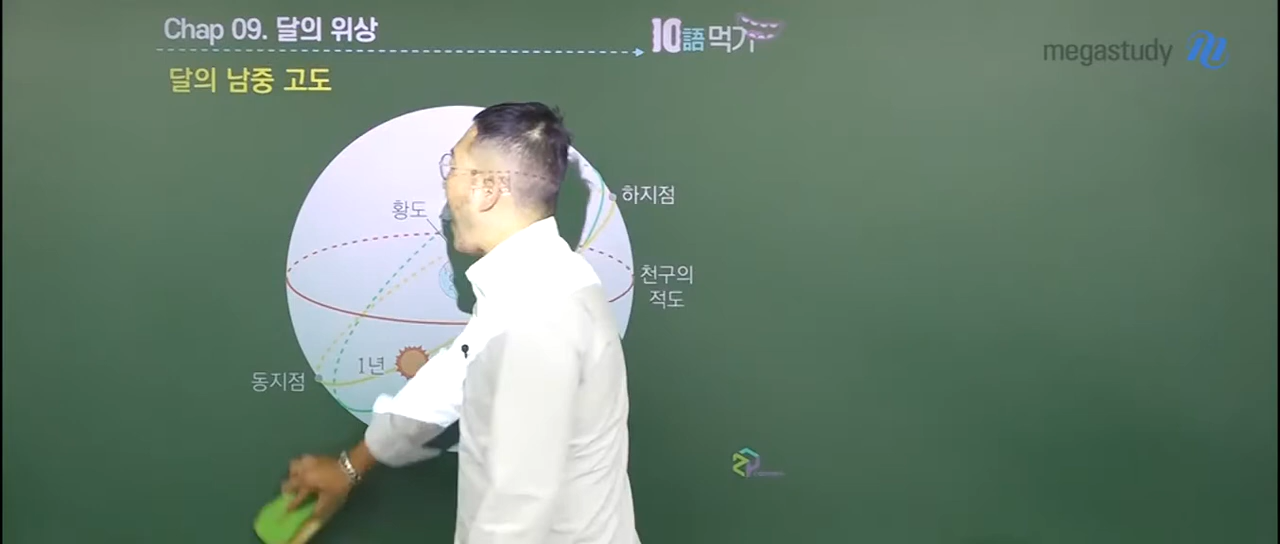 Chap 09. 달의 위상
10語먹기
megastudy
달의 남중 고도
하지점
황도
천구의
적도
1년
동지점